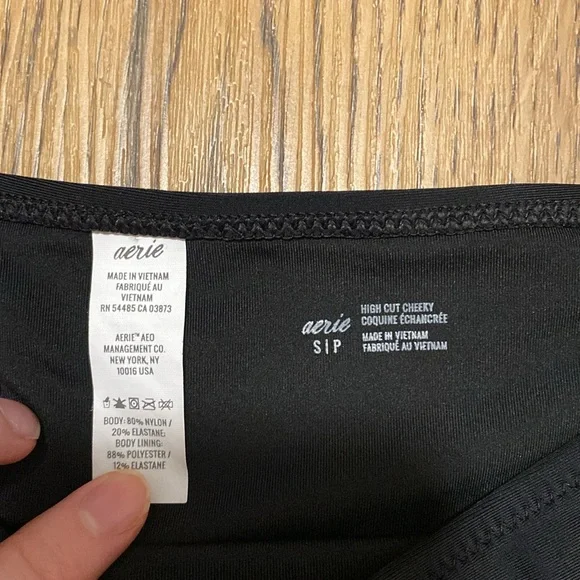 aerie
MADE IN VIETNAM
FABRIQUÉ AU
VIETNAM
RN 54485 CA 03873
AERIE™ AEO
MANAGEMENT CO.
NEW YORK, NY
10016 USA
BODY: 80% NYLON /
20% ELASTANE;
BODY LINING:
88% POLYESTER /
12% ELASTANE
aerie
S|P
HIGH CUT CHEEKY
COQUINE ÉCHANCRÉE
MADE IN VIETNAM
FABRIQUÉ AU VIETNAM